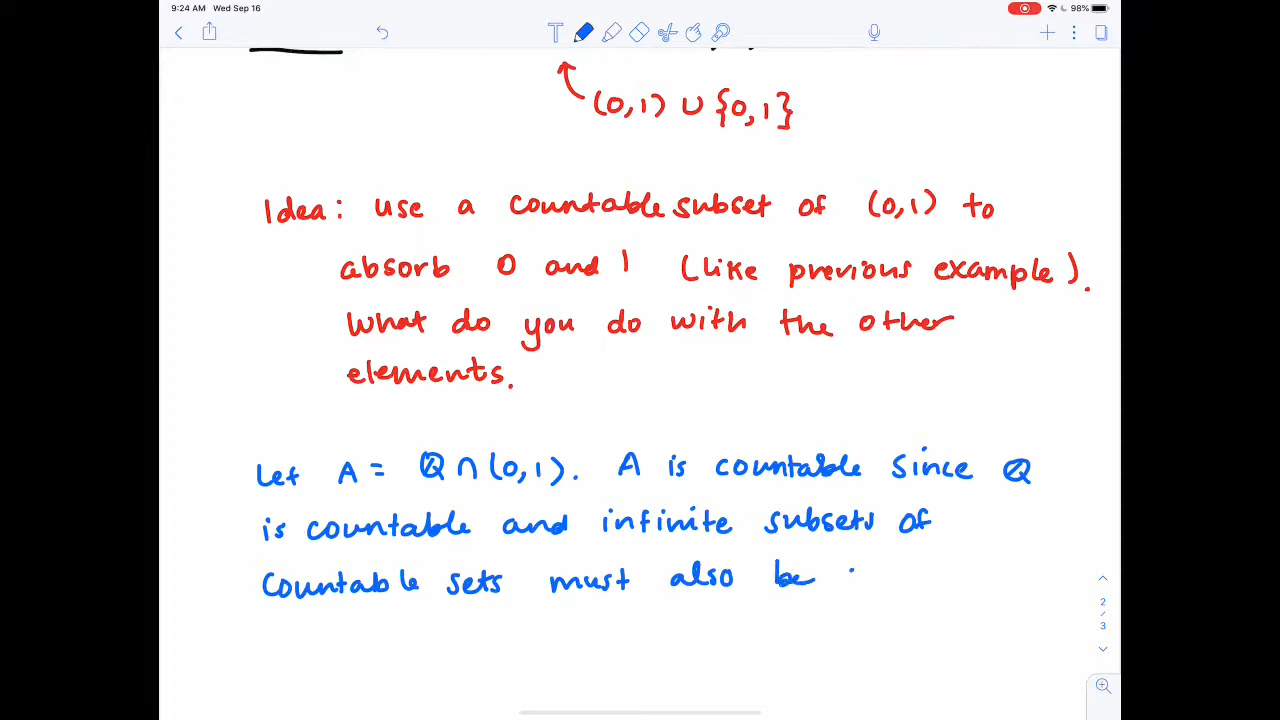 9:24 AM Wed Sep 16
98%
T
(0,1) ∪ {0,1}
Idea: use a countable subset of (0,1) to
absorb 0 and 1 (like previous example).
What do you do with the other
elements.
Let A = ℚ ∩ (0,1). A is countable since ℚ
is countable and infinite subsets of
countable sets must also be
2
/
3